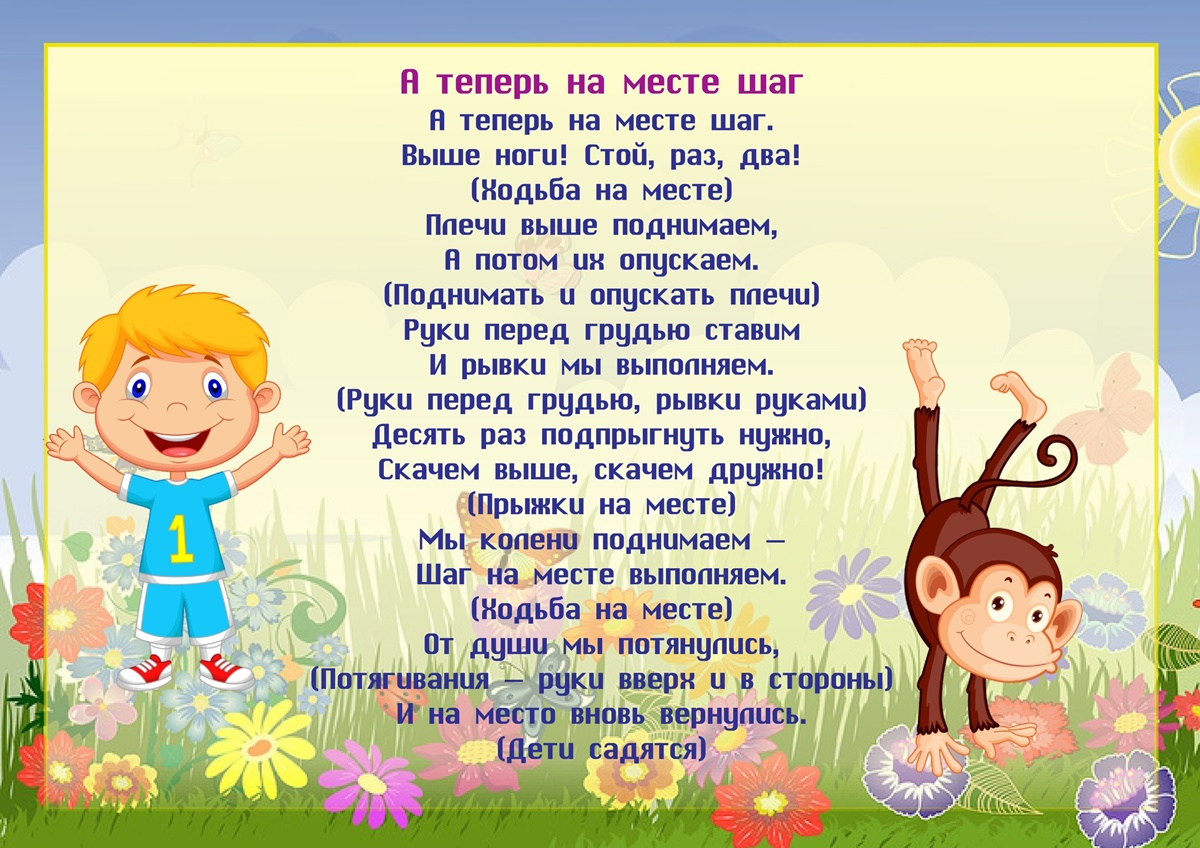 А теперь на месте шаг
А теперь на месте шаг.
Выше ноги! Стой, раз, два!
(Ходьба на месте)
Плечи выше поднимаем,
А потом их опускаем.
(Поднимать и опускать плечи)
Руки перед грудью ставим
И рывки мы выполняем.
(Руки перед грудью, рывки руками)
Десять раз подпрыгнуть нужно,
Скачем выше, скачем дружно!
(Прыжки на месте)
Мы колени поднимаем –
Шаг на месте выполняем.
(Ходьба на месте)
От души мы потянулись,
(Потягивания – руки вверх и в стороны)
И на место вновь вернулись.
(Дети садятся)
1